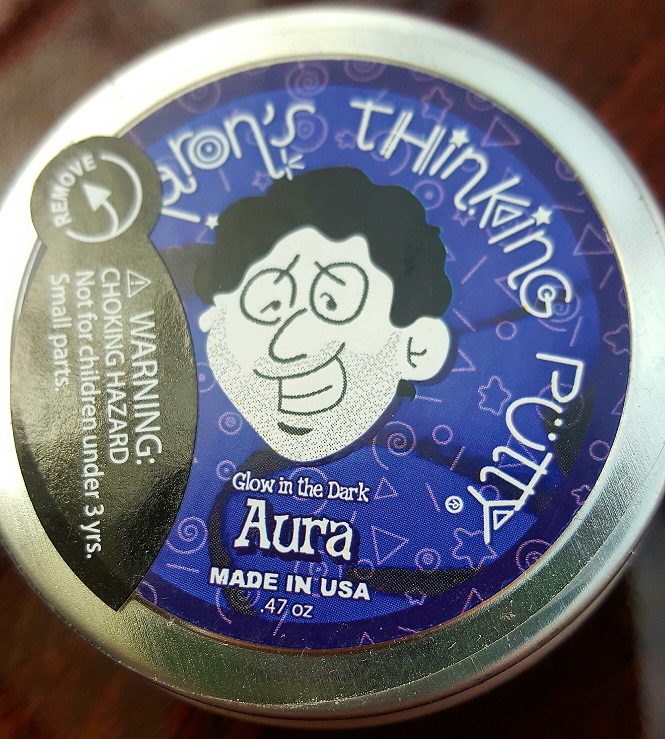 aron's THinKinG PUTTY®
Glow in the Dark
Aura
MADE IN USA
.47 oz
REMOVE
⚠ WARNING:
CHOKING HAZARD
Not for children under 3 yrs.
Small parts.